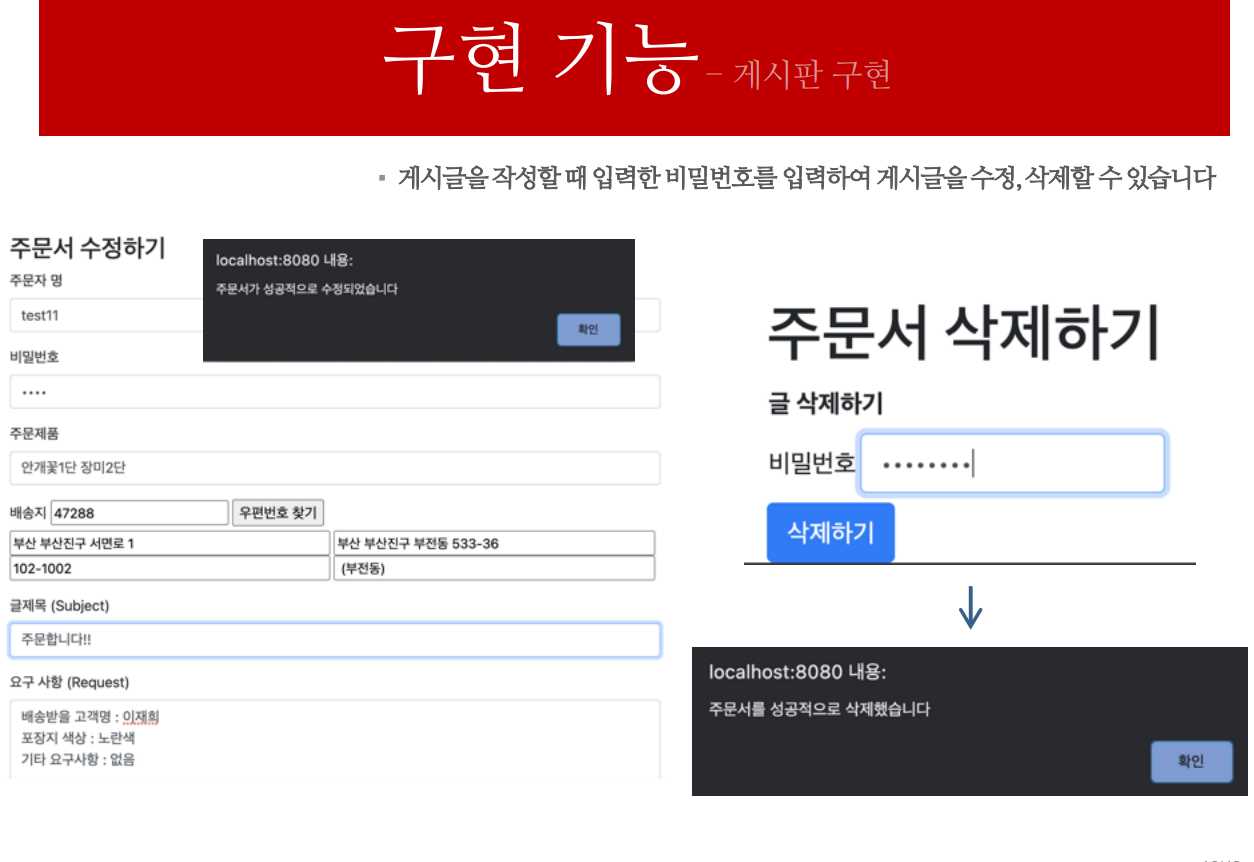 구현 기능 – 게시판 구현
▪ 게시글을 작성할 때 입력한 비밀번호를 입력하여 게시글을 수정, 삭제할 수 있습니다
주문서 수정하기
주문자 명
test11
localhost:8080 내용:
주문서가 성공적으로 수정되었습니다
확인
비밀번호
••••
주문제품
안개꽃1단 장미2단
배송지 47288 우편번호 찾기
부산 부산진구 서면로 1 부산 부산진구 부전동 533-36
102-1002 (부전동)
글제목 (Subject)
주문합니다!!
요구 사항 (Request)
배송받을 고객명 : 이재희
포장지 색상 : 노란색
기타 요구사항 : 없음
주문서 삭제하기
글 삭제하기
비밀번호 ••••••••
삭제하기
localhost:8080 내용:
주문서를 성공적으로 삭제했습니다
확인